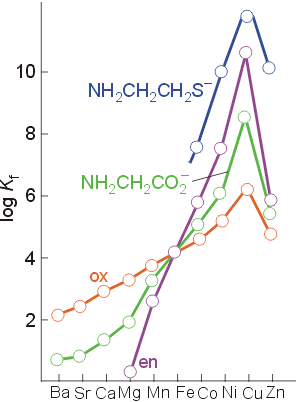 10
NH₂CH₂CH₂S⁻
8
NH₂CH₂CO₂⁻
6
log Kf
4
ox
2
en
Ba Sr Ca Mg Mn Fe Co Ni Cu Zn